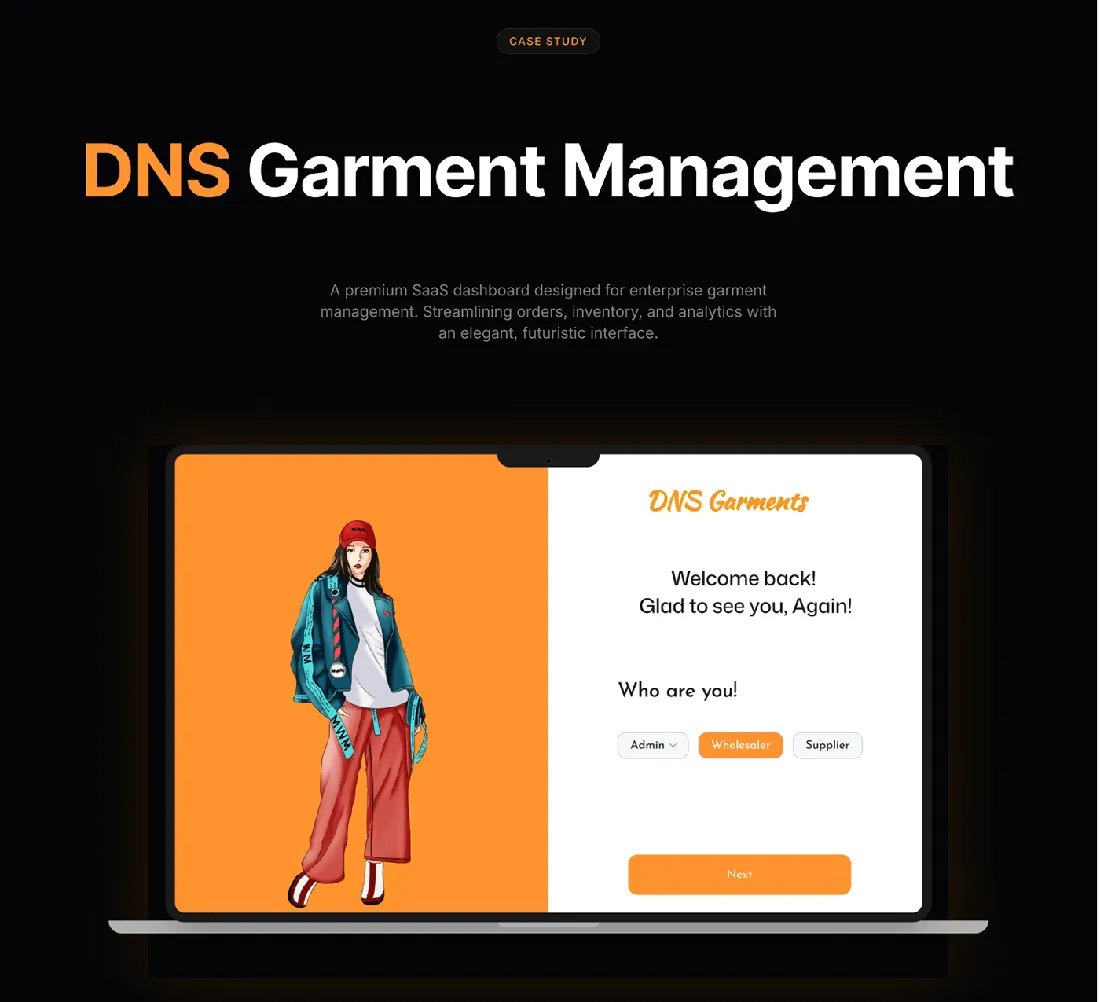 CASE STUDY
DNS Garment Management
A premium SaaS dashboard designed for enterprise garment
management. Streamlining orders, inventory, and analytics with
an elegant, futuristic interface.
DNS Garments
Welcome back!
Glad to see you, Again!
Who are you!
Admin Wholesaler Supplier
Next
MWM